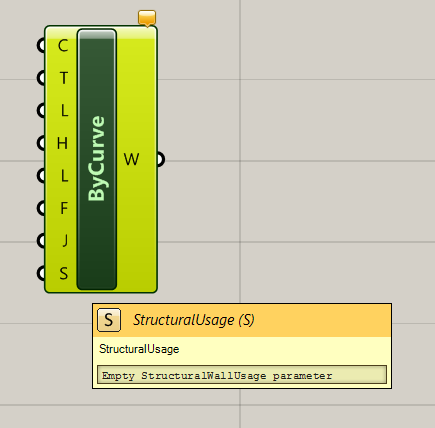 C
T
L
H
L
F
J
S
ByCurve
W
S StructuralUsage (S)
StructuralUsage
Empty StructuralWallUsage parameter